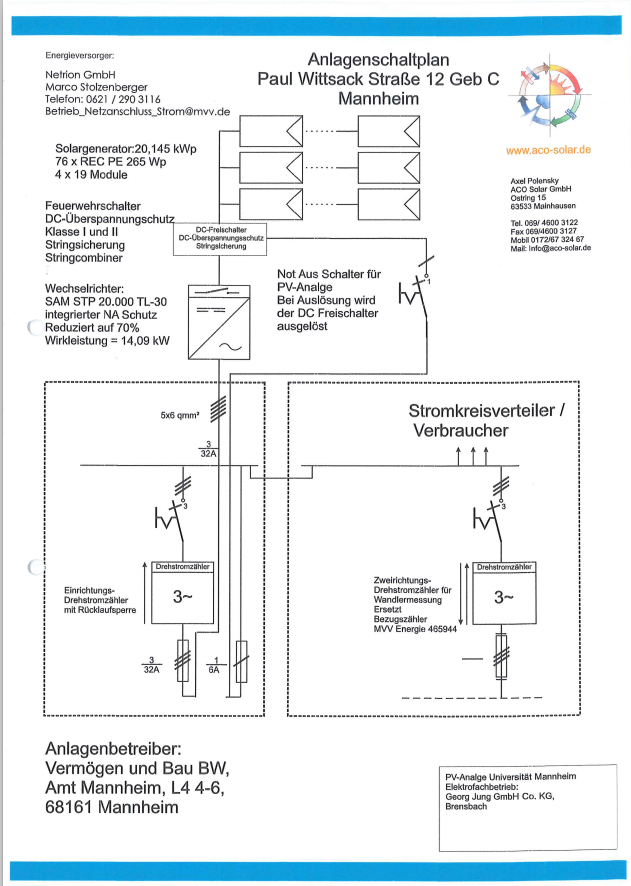 Energieversorger:
Netrion GmbH
Marco Stolzenberger
Telefon: 0621 / 290 3116
Betrieb_Netzanschluss_Strom@mvv.de
Anlagenschaltplan
Paul Wittsack Straße 12 Geb C
Mannheim
www.aco-solar.de
Axel Polensky
ACO Solar GmbH
Ostring 15
63533 Mainhausen
Tel. 069/ 4600 3122
Fax 069/4600 3127
Mobil 0172/67 324 67
Mail: Info@aco-solar.de
Solargenerator:20,145 kWp
76 x REC PE 265 Wp
4 x 19 Module
Feuerwehrschalter
DC-Überspannungschutz
Klasse I und II
Stringsicherung
Stringcombiner
DC-Freischalter
DC-Überspannungsschutz
Stringsicherung
Wechselrichter:
SAM STP 20.000 TL-30
integrierter NA Schutz
Reduziert auf 70%
Wirkleistung = 14,09 kW
Not Aus Schalter für
PV-Analge
Bei Auslösung wird
der DC Freischalter
ausgelöst
1
5x6 qmm²
3
32A
Stromkreisverteiler /
Verbraucher
3
3
Drehstromzähler
3~
Einrichtungs-
Drehstromzähler
mit Rücklaufsperre
3
32A
1
6A
Drehstromzähler
3~
Zweirichtungs-
Drehstromzähler für
Wandlermessung
Ersetzt
Bezugszähler
MVV Energie 465944
Anlagenbetreiber:
Vermögen und Bau BW,
Amt Mannheim, L4 4-6,
68161 Mannheim
PV-Analge Universität Mannheim
Elektrofachbetrieb:
Georg Jung GmbH Co. KG,
Brensbach